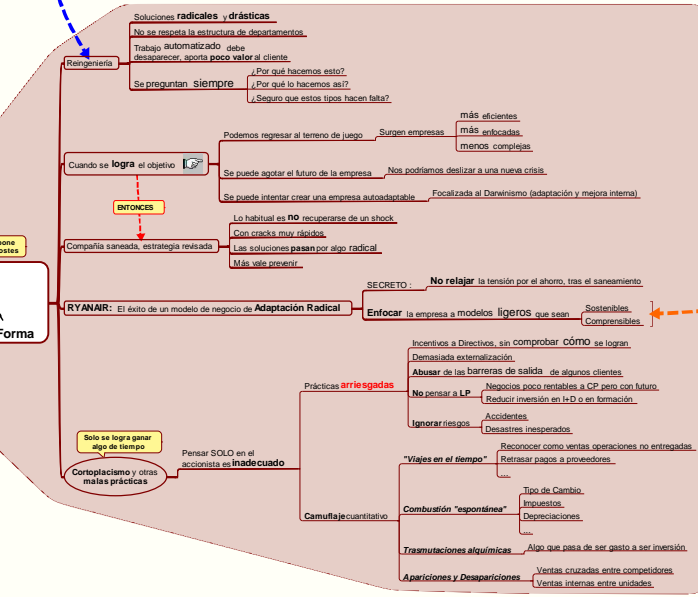 Soluciones radicales y drásticas
No se respeta la estructura de departamentos
Trabajo automatizado debe
desaparecer, aporta poco valor al cliente
Reingeniería
Se preguntan siempre
¿Por qué hacemos esto?
¿Por qué lo hacemos así?
¿Seguro que estos tipos hacen falta?
Cuando se logra el objetivo
Podemos regresar al terreno de juego
Surgen empresas
más eficientes
más enfocadas
menos complejas
Se puede agotar el futuro de la empresa
Nos podríamos deslizar a una nueva crisis
Se puede intentar crear una empresa autoadaptable
Focalizada al Darwinismo (adaptación y mejora interna)
ENTONCES
Compañía saneada, estrategia revisada
Lo habitual es no recuperarse de un shock
Con cracks muy rápidos
Las soluciones pasan por algo radical
Más vale prevenir
one
ostes
A
Forma
RYANAIR: El éxito de un modelo de negocio de Adaptación Radical
SECRETO :
No relajar la tensión por el ahorro, tras el saneamiento
Enfocar la empresa a modelos ligeros que sean
Sostenibles
Comprensibles
Solo se logra ganar
algo de tiempo
Cortoplacismo y otras
malas prácticas
Pensar SOLO en el
accionista es inadecuado
Prácticas arriesgadas
Incentivos a Directivos, sin comprobar cómo se logran
Demasiada externalización
Abusar de las barreras de salida de algunos clientes
No pensar a LP
Negocios poco rentables a CP pero con futuro
Reducir inversión en I+D o en formación
Ignorar riesgos
Accidentes
Desastres inesperados
Camuflaje cuantitativo
"Viajes en el tiempo"
Reconocer como ventas operaciones no entregadas
Retrasar pagos a proveedores
....
Combustión "espontánea"
Tipo de Cambio
Impuestos
Depreciaciones
....
Trasmutaciones alquímicas
Algo que pasa de ser gasto a ser inversión
Apariciones y Desapariciones
Ventas cruzadas entre competidores
Ventas internas entre unidades